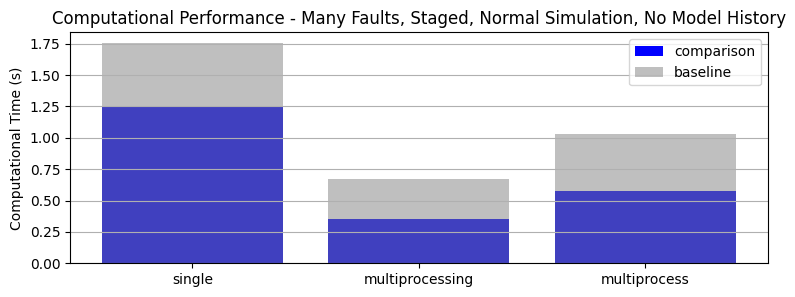 Computational Performance - Many Faults, Staged, Normal Simulation, No Model History
Computational Time (s)
1.75
1.50
1.25
1.00
0.75
0.50
0.25
0.00
comparison
baseline
single
multiprocessing
multiprocess